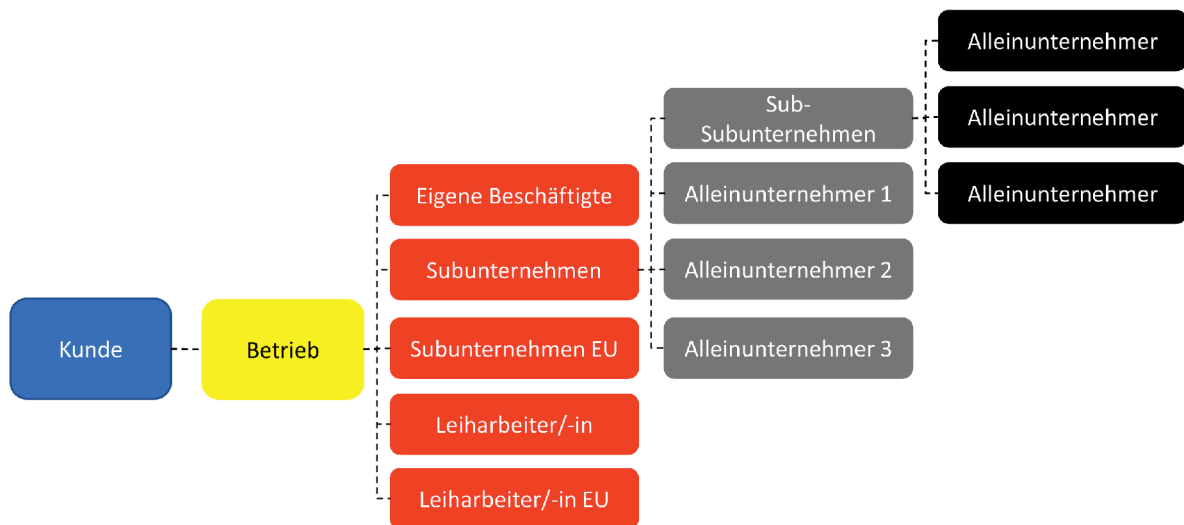 Kunde
Betrieb
Eigene Beschäftigte
Subunternehmen
Subunternehmen EU
Leiharbeiter/-in
Leiharbeiter/-in EU
Sub-
Subunternehmen
Alleinunternehmer 1
Alleinunternehmer 2
Alleinunternehmer 3
Alleinunternehmer
Alleinunternehmer
Alleinunternehmer